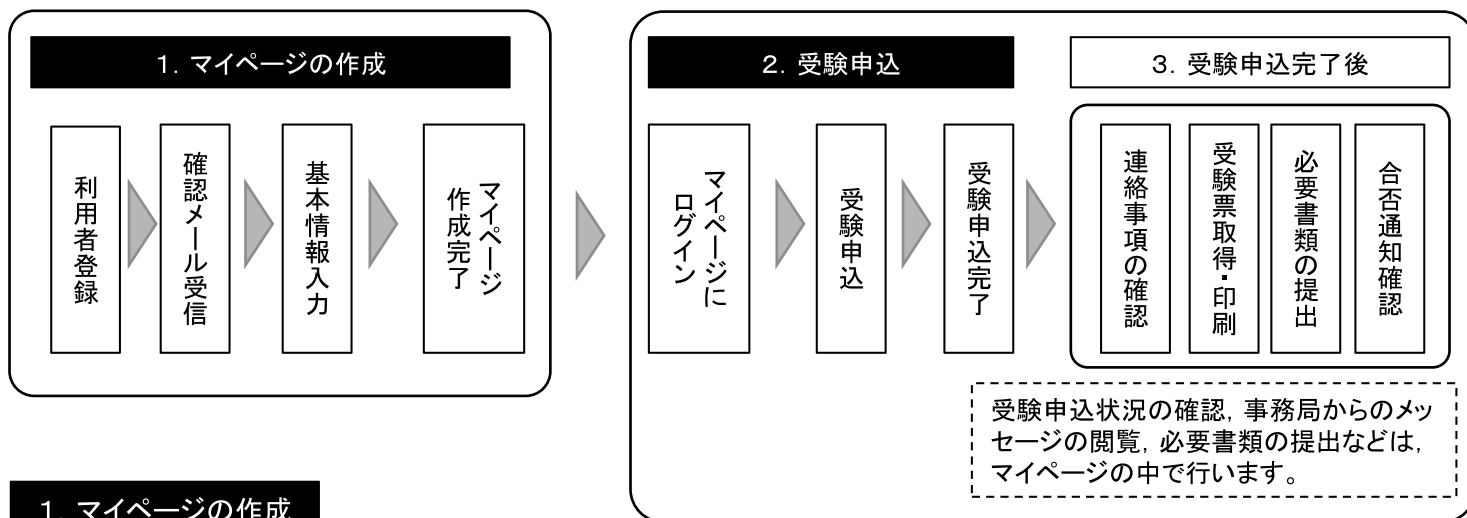 1．マイページの作成
利用者登録
確認メール受信
基本情報入力
マイページ
作成完了
2．受験申込
マイページに
ログイン
受験申込
受験申込完了
3．受験申込完了後
連絡事項の確認
受験票取得・印刷
必要書類の提出
合否通知確認
受験申込状況の確認，事務局からのメッ
セージの閲覧，必要書類の提出などは，
マイページの中で行います。
1．マイページの作成